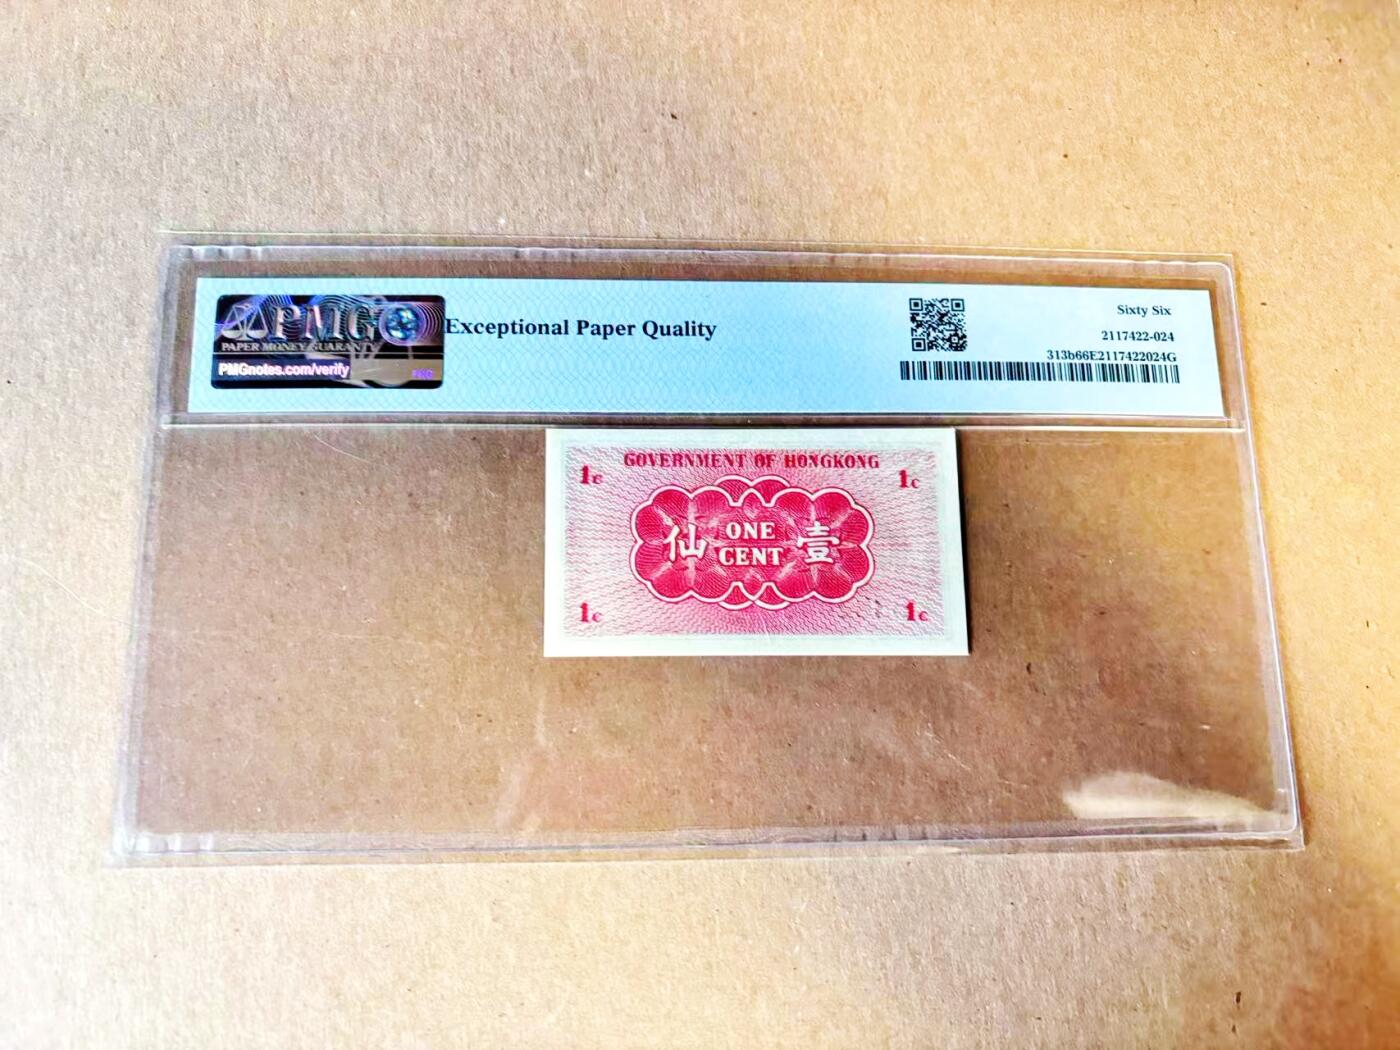 PMG
PAPER MONEY GUARANTY
PMGnotes.com/verify
Exceptional Paper Quality
Sixty Six
2117422-024
313b66E2117422024G
GOVERNMENT OF HONGKONG
1c
1c
仙
ONE
CENT
壹
1c
1c